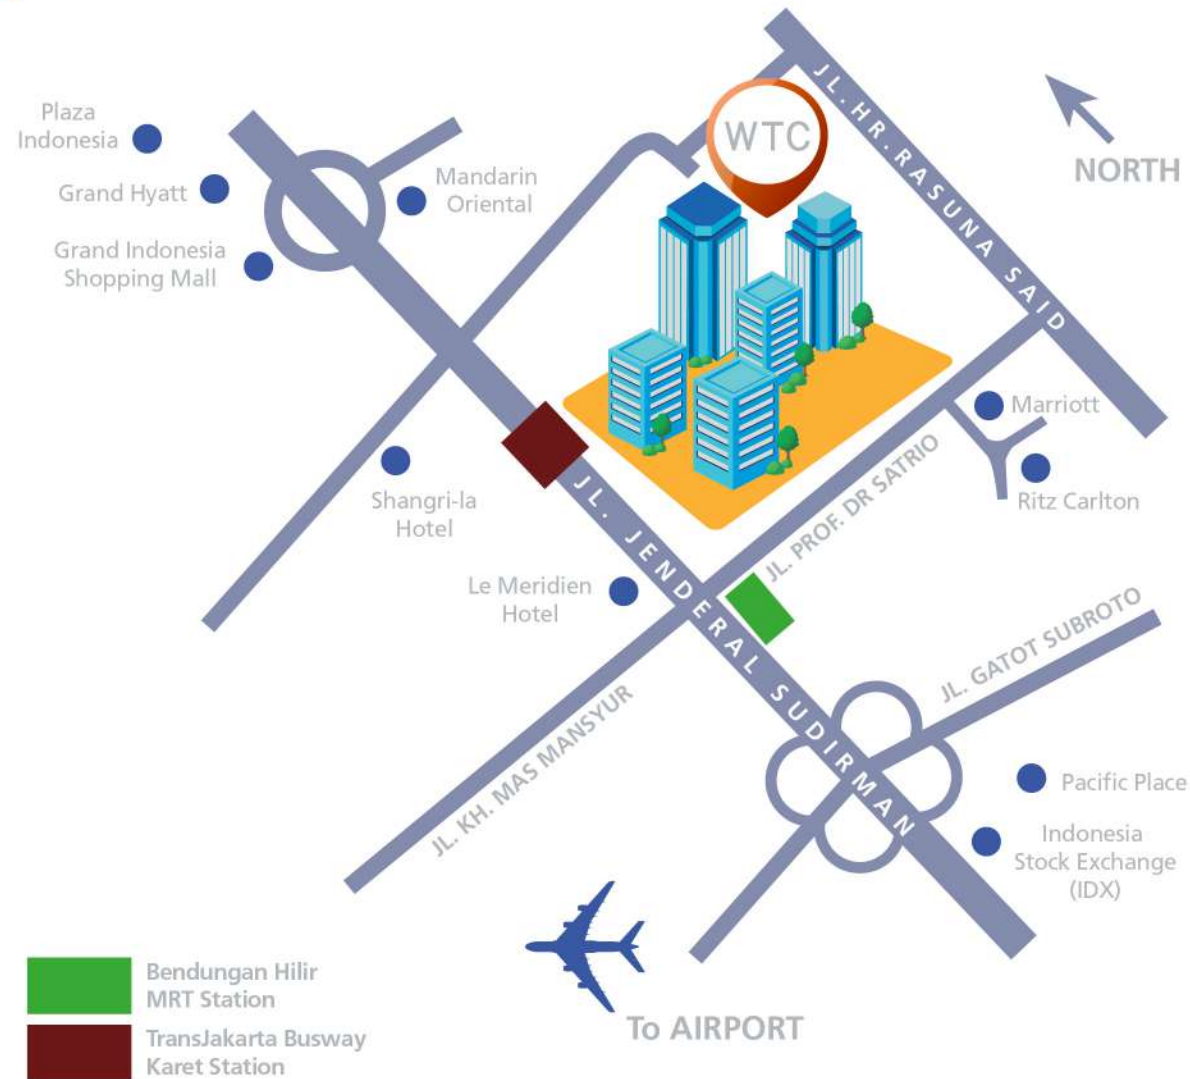 JL.HR.RASUNA SAID
WTC
NORTH
Plaza
Indonesia
Grand Hyatt
Mandarin
Oriental
Grand Indonesia
Shopping Mall
Marriott
Ritz Carlton
JL. PROF. DR SATRIO
Shangri-la
Hotel
JL. JENDERAL SUDIRMAN
Le Meridien
Hotel
JL. GATOT SUBROTO
JL. KH. MAS MANSYUR
Pacific Place
Indonesia
Stock Exchange
(IDX)
Bendungan Hilir
MRT Station
To AIRPORT
TransJakarta Busway
Karet Station